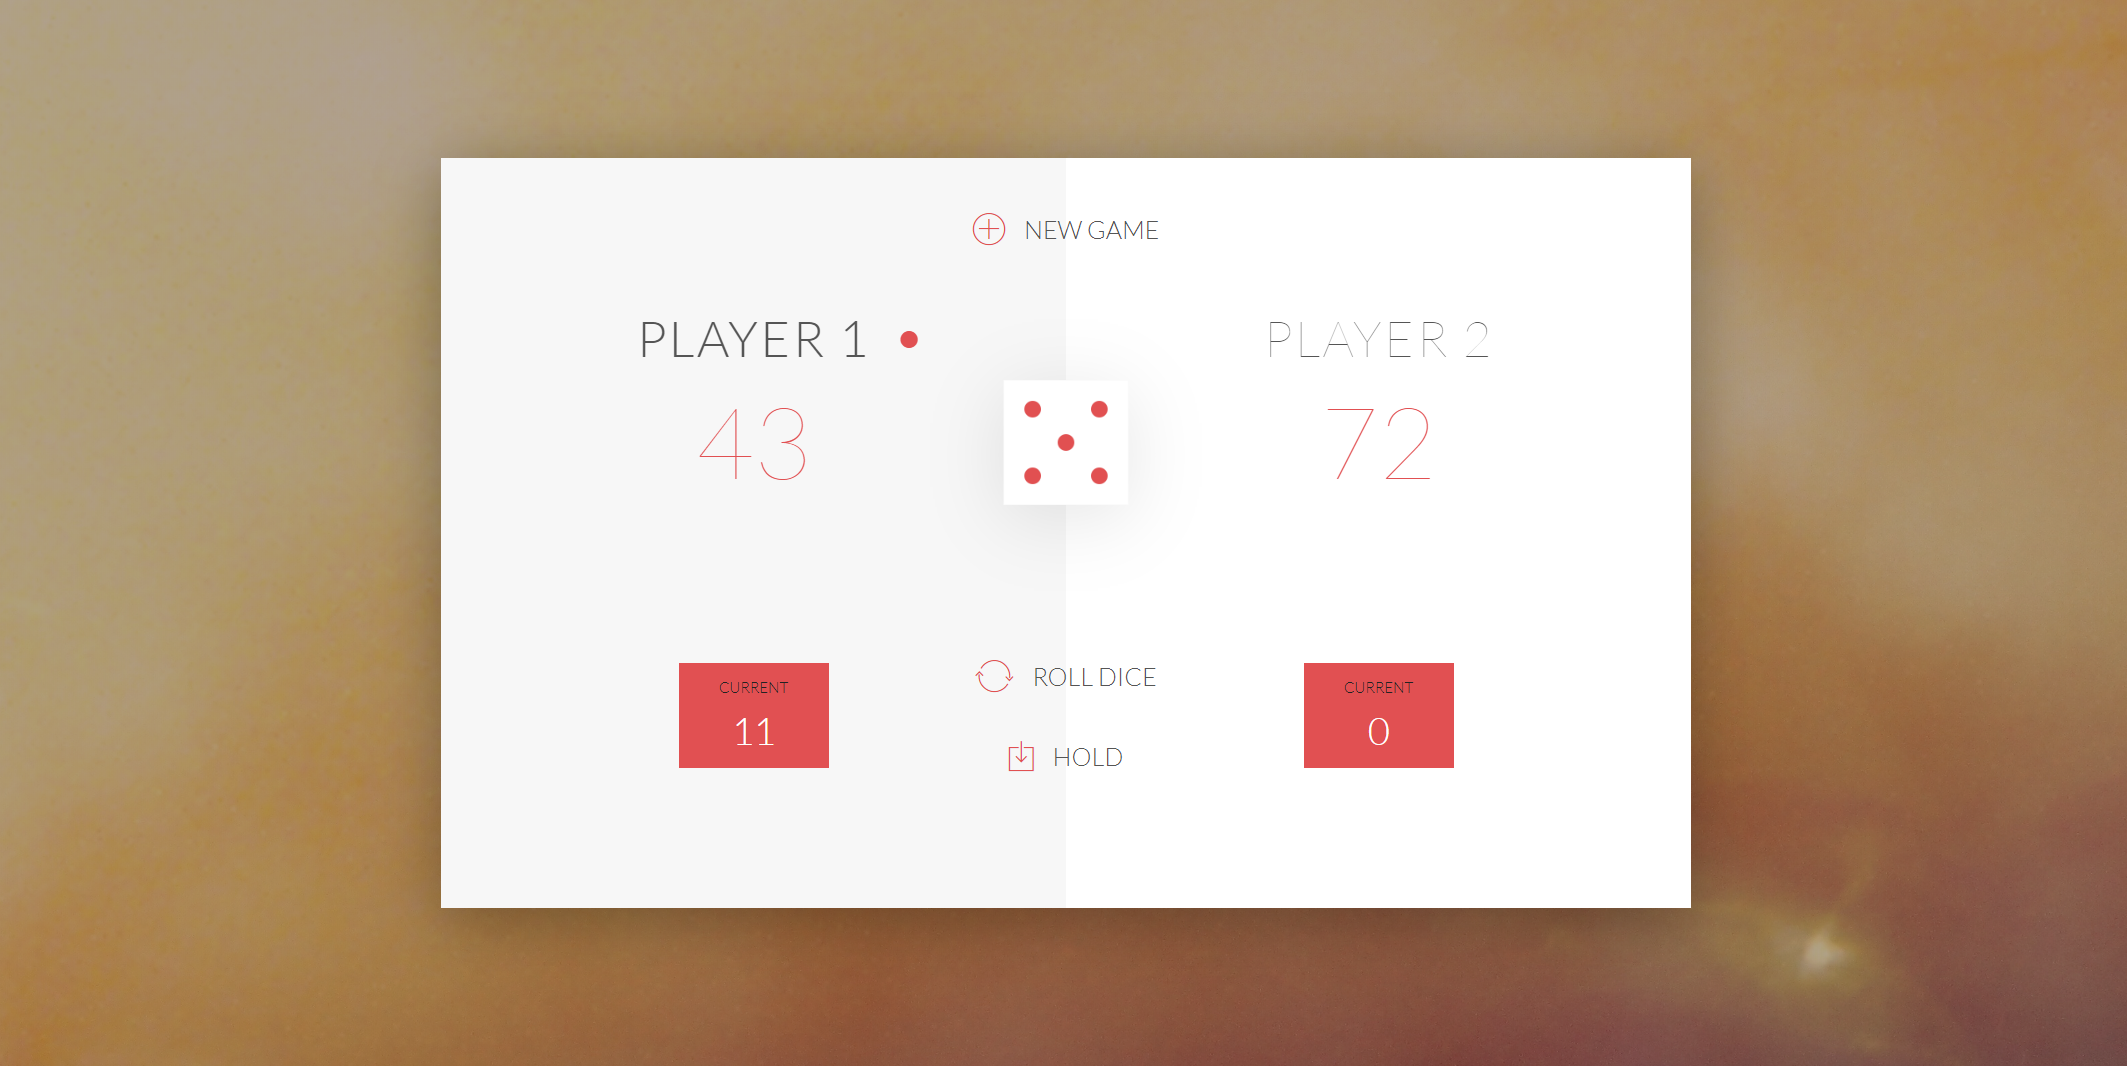 NEW GAME
PLAYER 1
43
PLAYER 2
72
CURRENT
11
ROLL DICE
HOLD
CURRENT
0